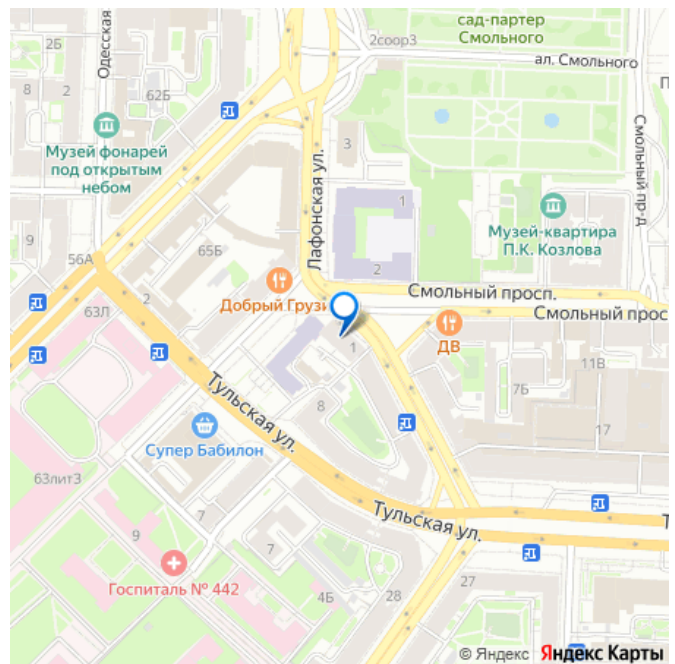 сад-партер
Смольного
2соор3
ал. Смольного
2Б
Одесская
8
2
62Б
П
Музей фонарей
под открытым
небом
3
Лафонская ул.
1
Смольный пр-д
Музей-квартира
П.К. Козлова
9
65Б
56А
2
2
Добрый Грузи
Смольный просп.
Смольный прос
63Л
ДВ
1
11В
7Б
Тульская ул.
8
17
Супер Бабилон
63лит3
Тульская ул.
Т
7
9
7
Госпиталь № 442
4Б
28
27
© Яндекс Яндекс Карты